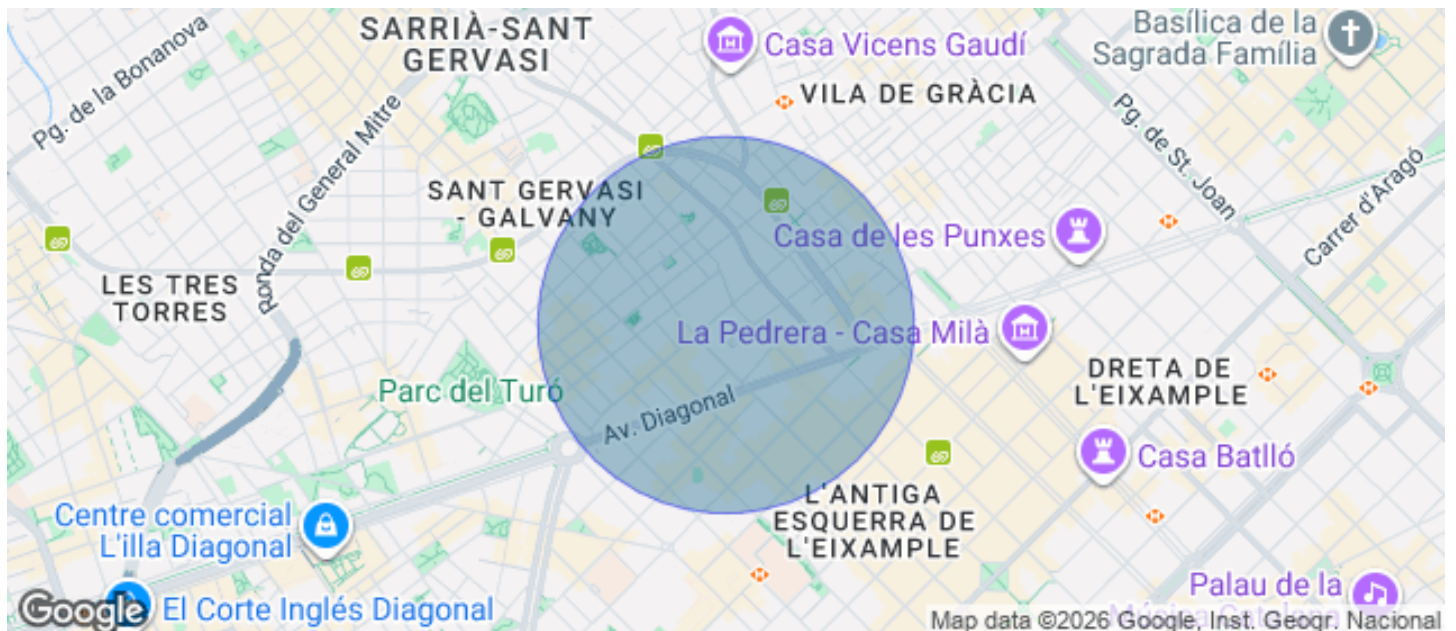 SARRIÀ-SANT
GERVASI
Casa Vicens Gaudí
Basílica de la
Sagrada Família
Pg. de la Bonanova
VILA DE GRÀCIA
Ronda del General Mitre
Pg. de St. Joan
SANT GERVASI
- GALVANY
Carrer d'Aragó
Casa de les Punxes
LES TRES
TORRES
La Pedrera - Casa Milà
Parc del Turó
DRETA DE
L'EIXAMPLE
Av. Diagonal
Casa Batlló
L'ANTIGA
ESQUERRA DE
L'EIXAMPLE
Centre comercial
L'illa Diagonal
Palau de la
Música Catalana
Google
El Corte Inglés Diagonal
Map data ©2026 Google, Inst. Geogr. Nacional